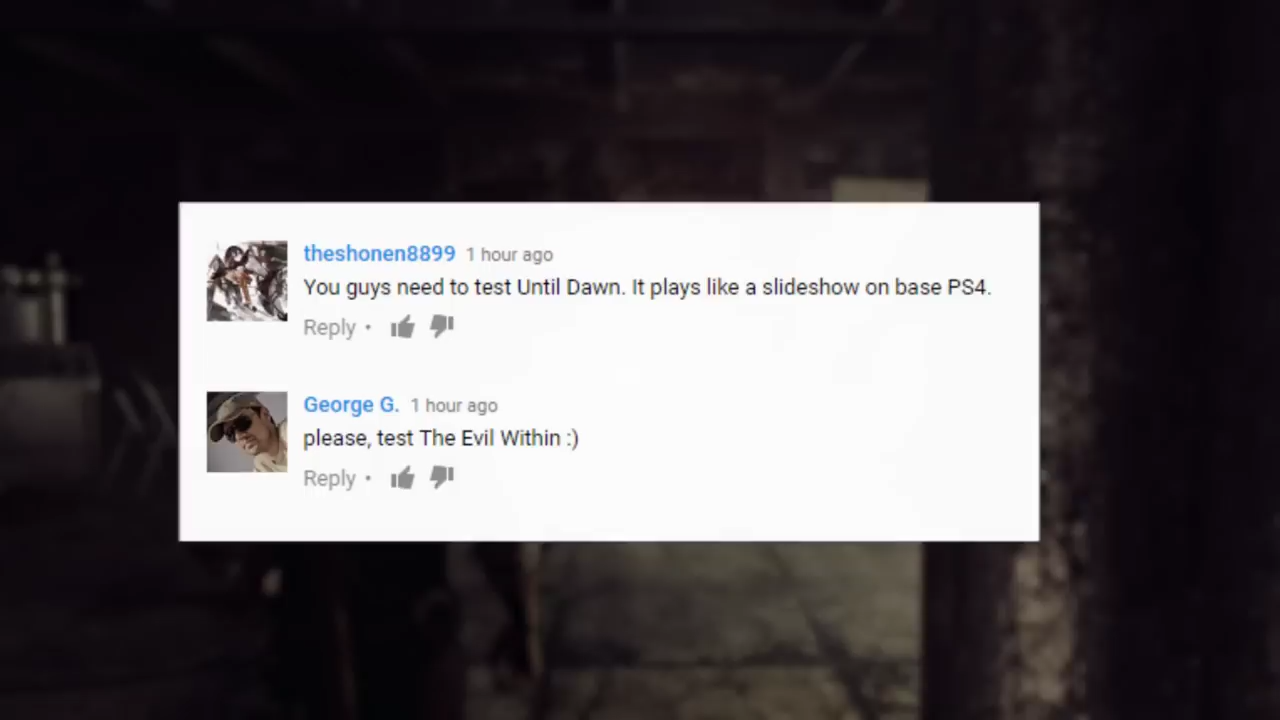 theshonen8899 1 hour ago
You guys need to test Until Dawn. It plays like a slideshow on base PS4.
Reply •
George G. 1 hour ago
please, test The Evil Within :)
Reply •